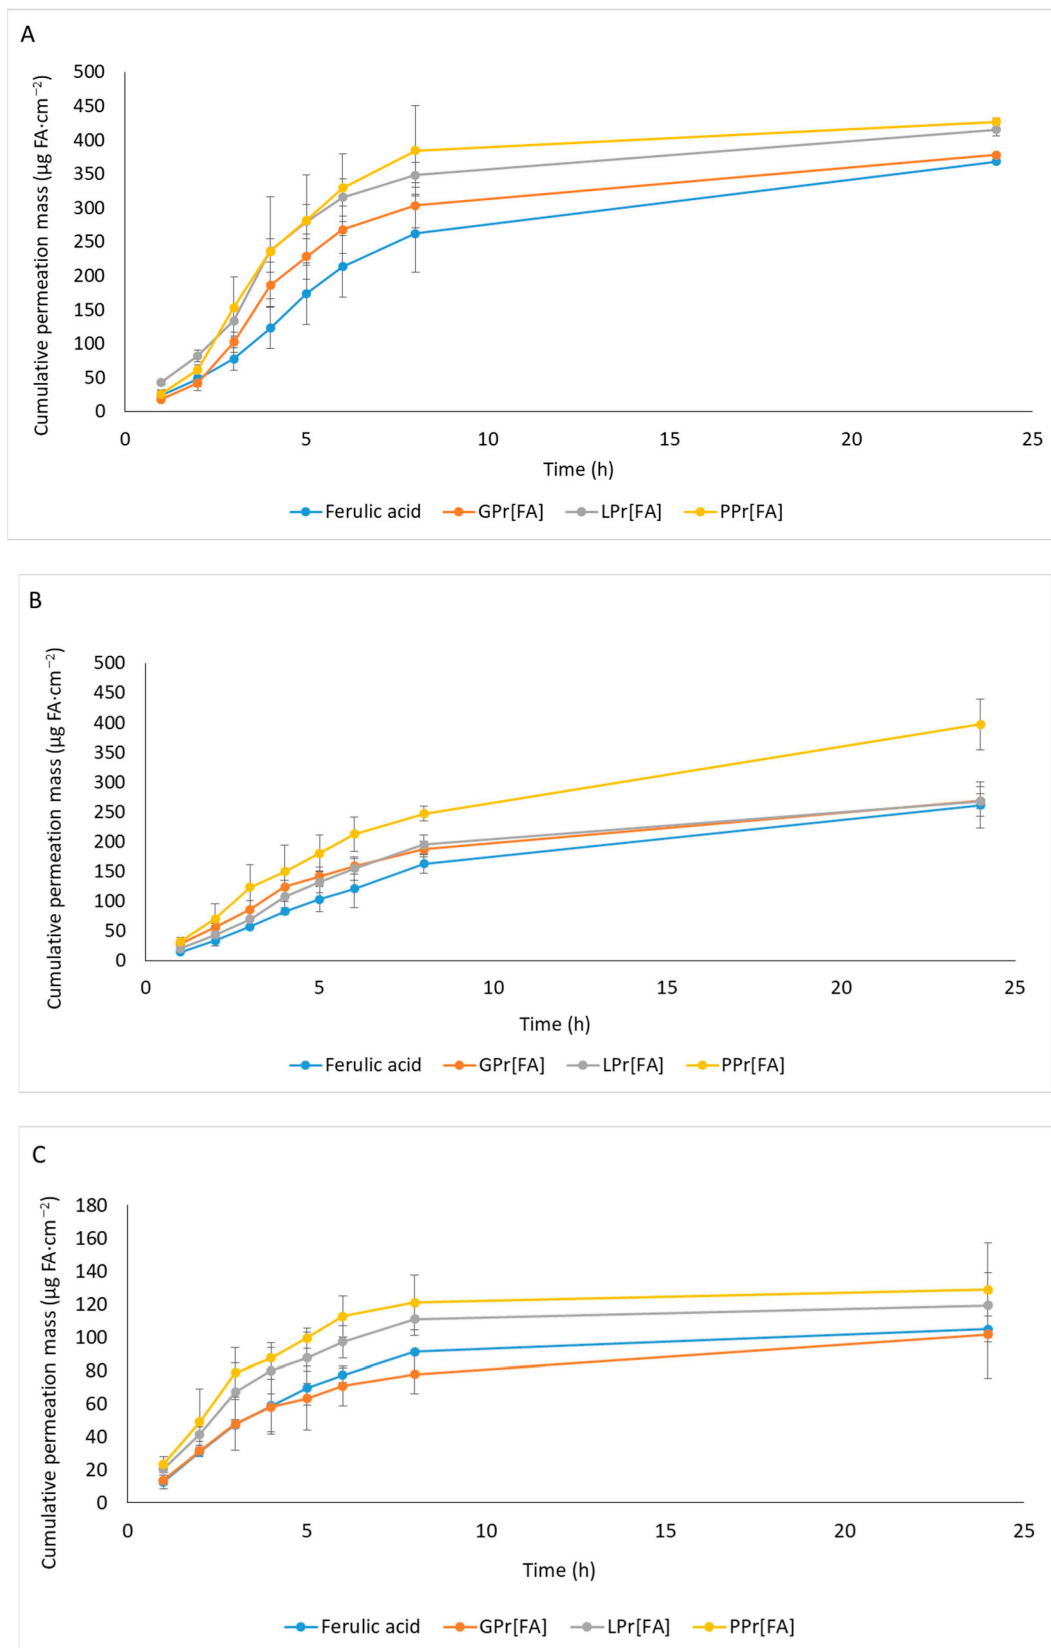 A
Cumulative permeation mass (µg FA·cm⁻²)
500
450
400
350
300
250
200
150
100
50
0
0 5 10 15 20 25
Time (h)
Ferulic acid GPr[FA] LPr[FA] PPr[FA]
B
Cumulative permeation mass (µg FA·cm⁻²)
500
450
400
350
300
250
200
150
100
50
0
0 5 10 15 20 25
Time (h)
Ferulic acid GPr[FA] LPr[FA] PPr[FA]
C
Cumulative permeation mass (µg FA·cm⁻²)
180
160
140
120
100
80
60
40
20
0
0 5 10 15 20 25
Time (h)
Ferulic acid GPr[FA] LPr[FA] PPr[FA]